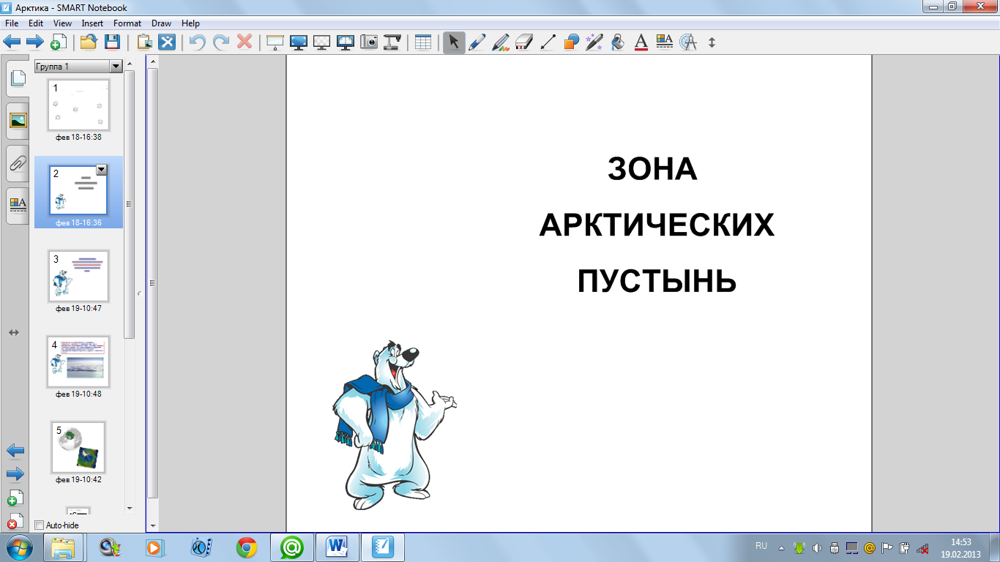 Арктика - SMART Notebook
File Edit View Insert Format Draw Help
Группа 1
1
фев 18-16:38
2
фев 18-16:36
3
фев 19-10:47
4
фев 19-10:48
5
фев 19-10:42
Auto-hide
ЗОНА
АРКТИЧЕСКИХ
ПУСТЫНЬ
RU
14:53
19.02.2013